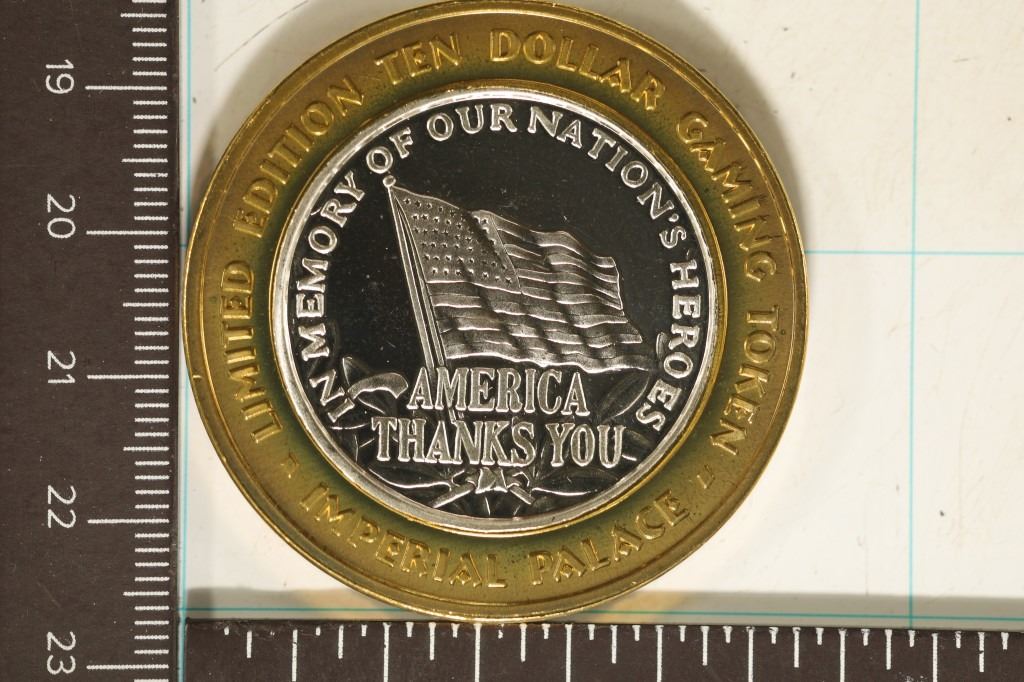 LIMITED EDITION TEN DOLLAR GAMING TOKEN
IMPERIAL PALACE
IN MEMORY OF OUR NATION'S HEROES
AMERICA
THANKS YOU
19
20
21
22
23